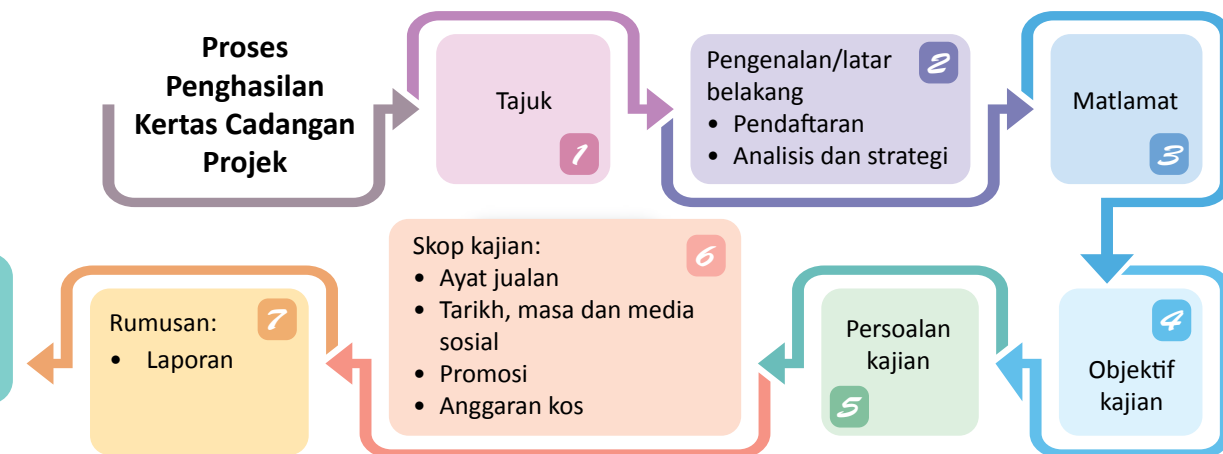 Proses
Penghasilan
Kertas Cadangan
Projek
Tajuk
1
Pengenalan/latar
belakang
• Pendaftaran
• Analisis dan strategi
2
Matlamat
3
4
Objektif
kajian
Persoalan
kajian
5
Skop kajian:
• Ayat jualan
• Tarikh, masa dan media
sosial
• Promosi
• Anggaran kos
6
Rumusan:
• Laporan
7